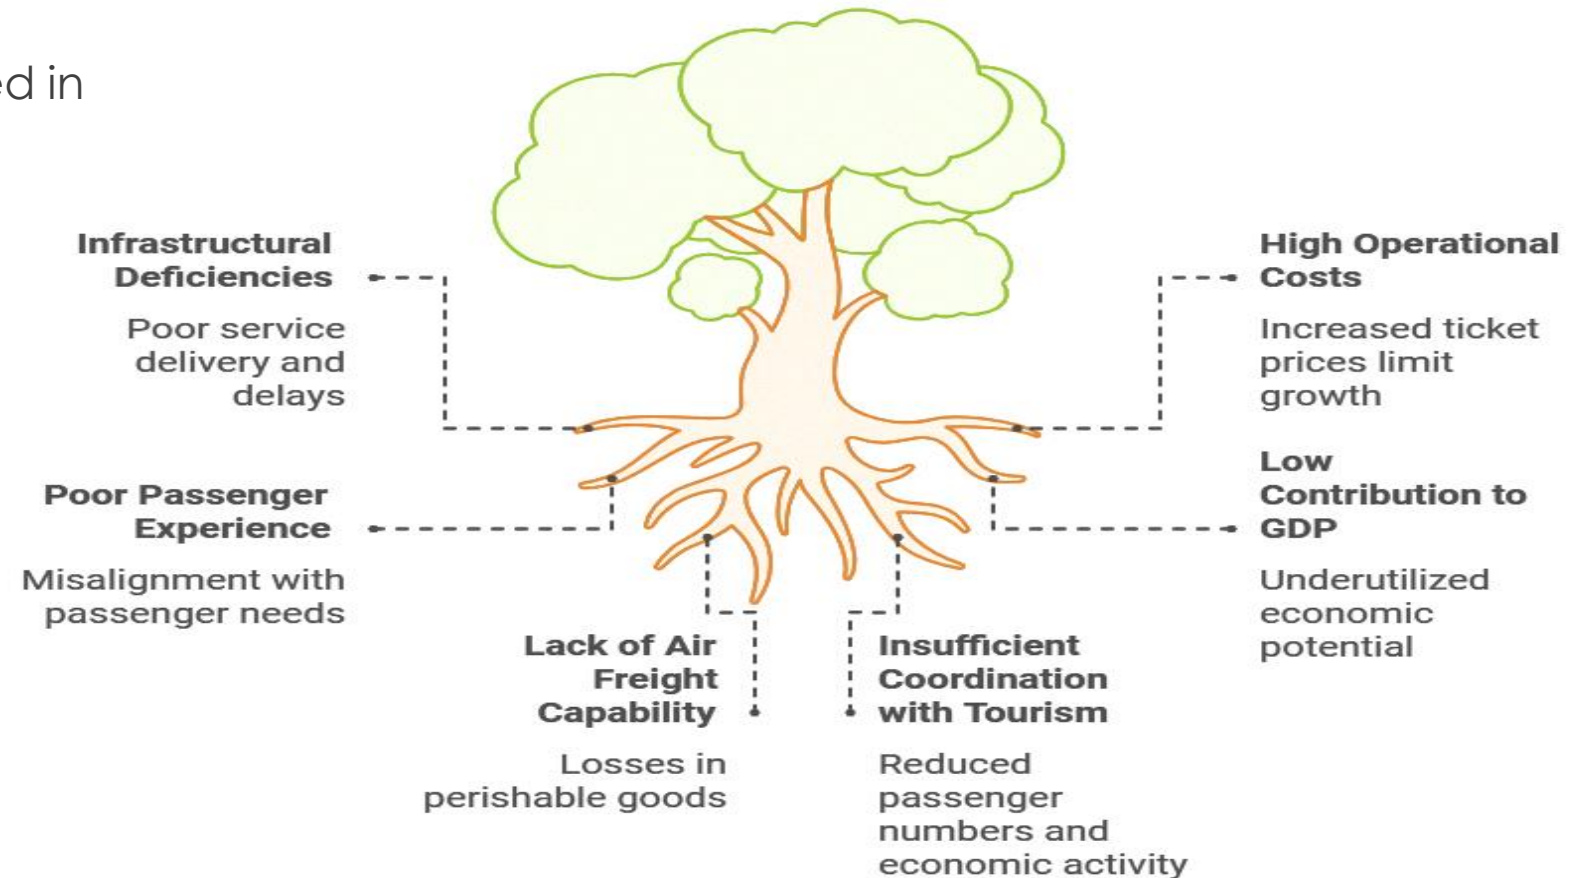 ed in
Infrastructural
Deficiencies
Poor service
delivery and
delays
Poor Passenger
Experience
Misalignment with
passenger needs
Lack of Air
Freight
Capability
Losses in
perishable goods
Insufficient
Coordination
with Tourism
Reduced
passenger
numbers and
economic activity
High Operational
Costs
Increased ticket
prices limit
growth
Low
Contribution to
GDP
Underutilized
economic
potential